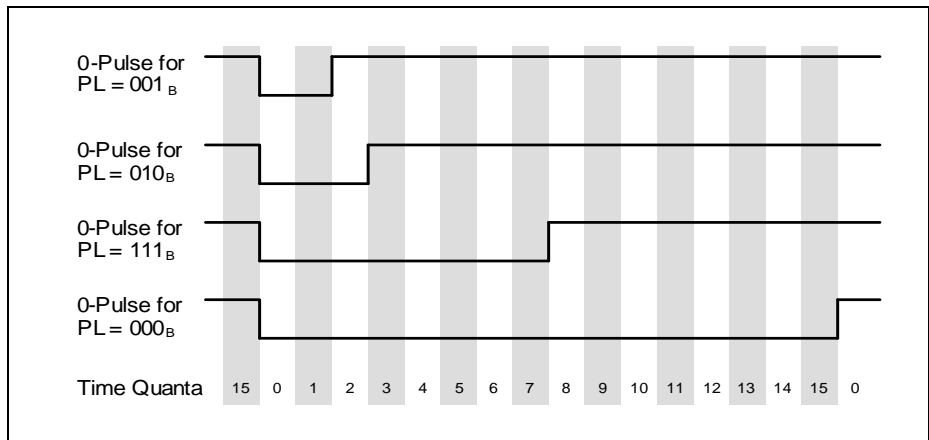 0-Pulse for
PL = 001 B
0-Pulse for
PL = 010B
0-Pulse for
PL = 111B
0-Pulse for
PL = 000B
Time Quanta 15 0 1 2 3 4 5 6 7 8 9 10 11 12 13 14 15 0